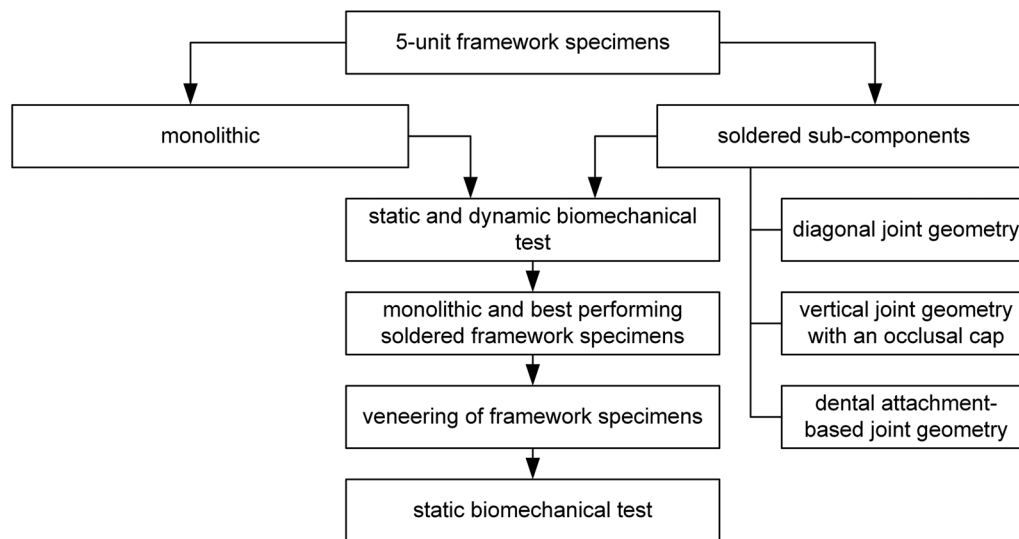 5-unit framework specimens
monolithic
soldered sub-components
static and dynamic biomechanical
test
diagonal joint geometry
monolithic and best performing
soldered framework specimens
vertical joint geometry
with an occlusal cap
veneering of framework specimens
dental attachment-
based joint geometry
static biomechanical test